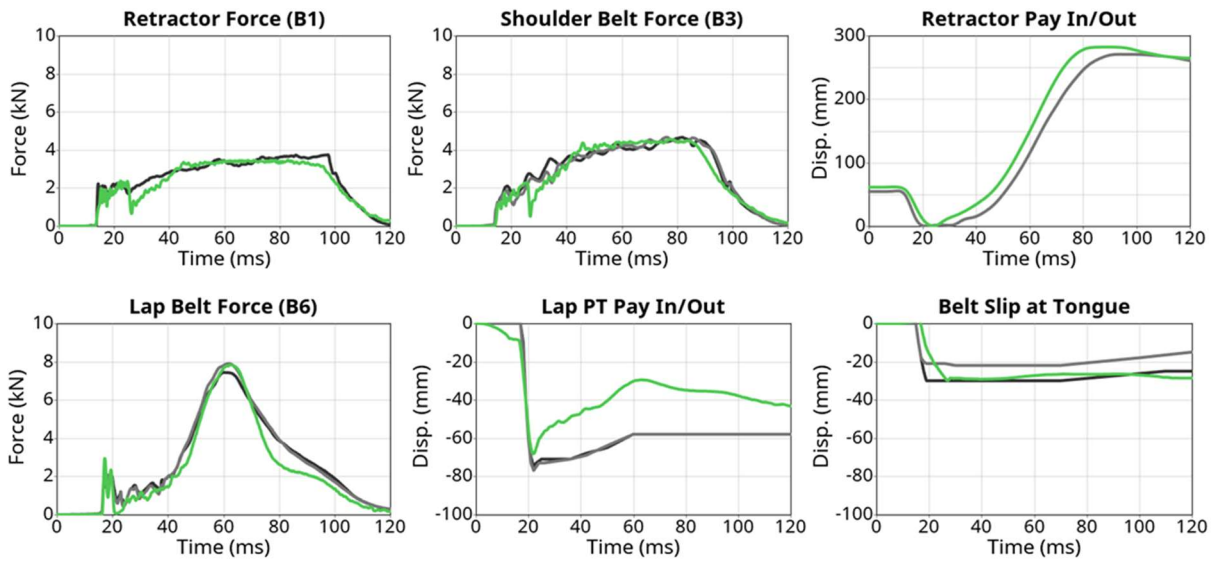 Retractor Force (B1)
Force (kN)
10
8
6
4
2
0
0 20 40 60 80 100 120
Time (ms)
Shoulder Belt Force (B3)
Force (kN)
10
8
6
4
2
0
0 20 40 60 80 100 120
Time (ms)
Retractor Pay In/Out
Disp. (mm)
300
200
100
0
0 20 40 60 80 100 120
Time (ms)
Lap Belt Force (B6)
Force (kN)
10
8
6
4
2
0
0 20 40 60 80 100 120
Time (ms)
Lap PT Pay In/Out
Disp. (mm)
0
-20
-40
-60
-80
-100
0 20 40 60 80 100 120
Time (ms)
Belt Slip at Tongue
Disp. (mm)
0
-20
-40
-60
-80
-100
0 20 40 60 80 100 120
Time (ms)